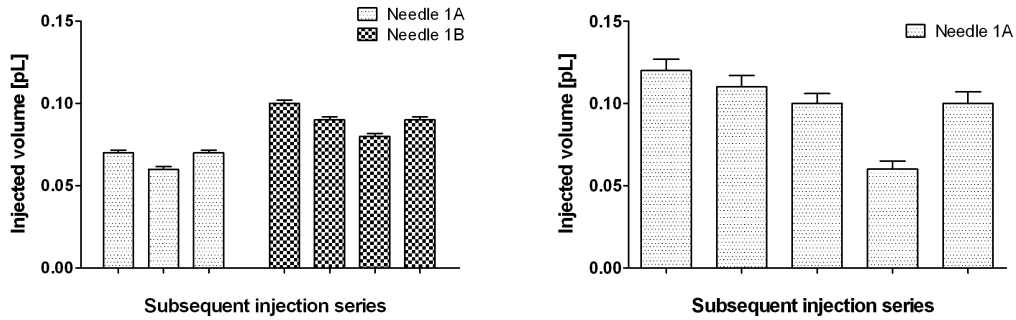 Needle 1A
Needle 1B
Injected volume [pL]
0.15
0.10
0.05
0.00
Subsequent injection series
Needle 1A
Injected volume [pL]
0.15
0.10
0.05
0.00
Subsequent injection series